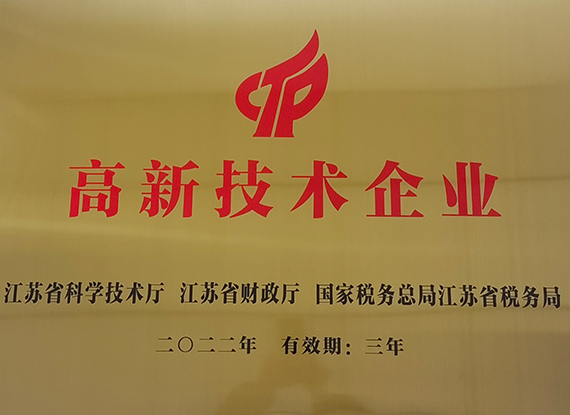 高新技术企业
江苏省科学技术厅 江苏省财政厅 国家税务总局江苏省税务局
二〇二二年 有效期：三年